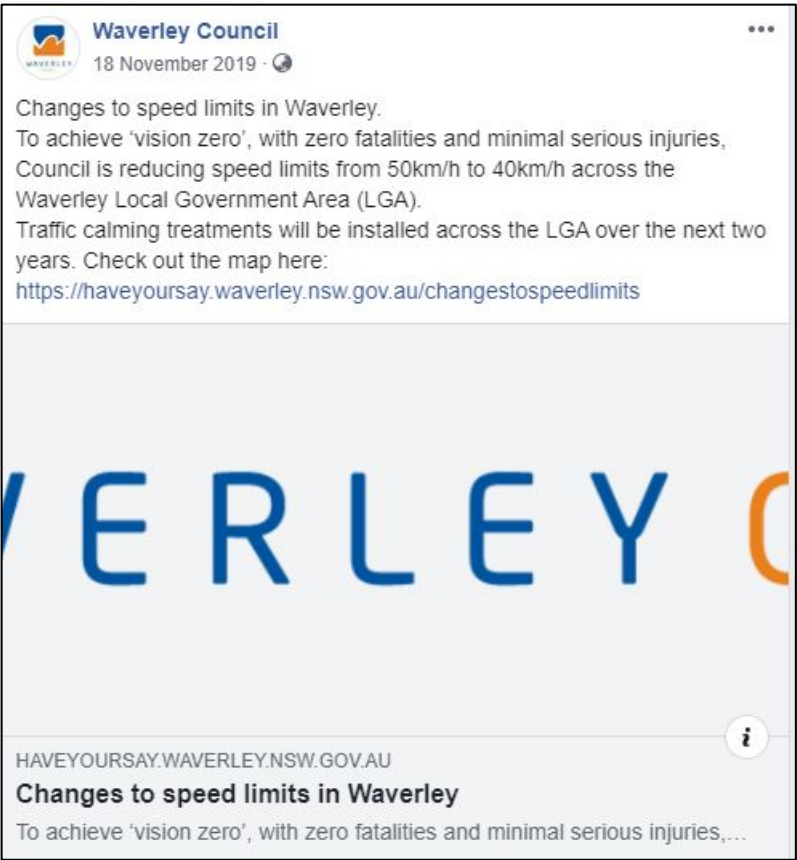 Waverley Council
18 November 2019 ·
WAVERLEY
Changes to speed limits in Waverley.
To achieve ‘vision zero’, with zero fatalities and minimal serious injuries,
Council is reducing speed limits from 50km/h to 40km/h across the
Waverley Local Government Area (LGA).
Traffic calming treatments will be installed across the LGA over the next two
years. Check out the map here:
https://haveyoursay.waverley.nsw.gov.au/changestospeedlimits
VERLEY C
i
HAVEYOURSAY.WAVERLEY.NSW.GOV.AU
Changes to speed limits in Waverley
To achieve ‘vision zero’, with zero fatalities and minimal serious injuries,...